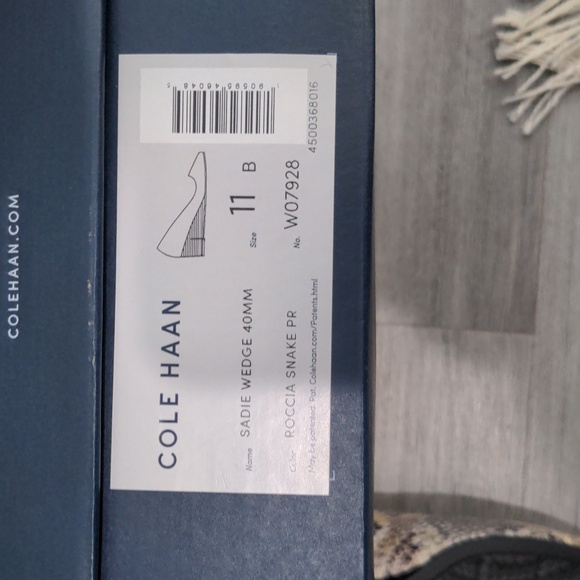 COLEHAAN.COM
COLE HAAN
Name SADIE WEDGE 40MM
Size 11 B
Color ROCCIA SNAKE PR
No. W07928
May be patented. Pat. Colehaan.com/Patents.html
4500368016